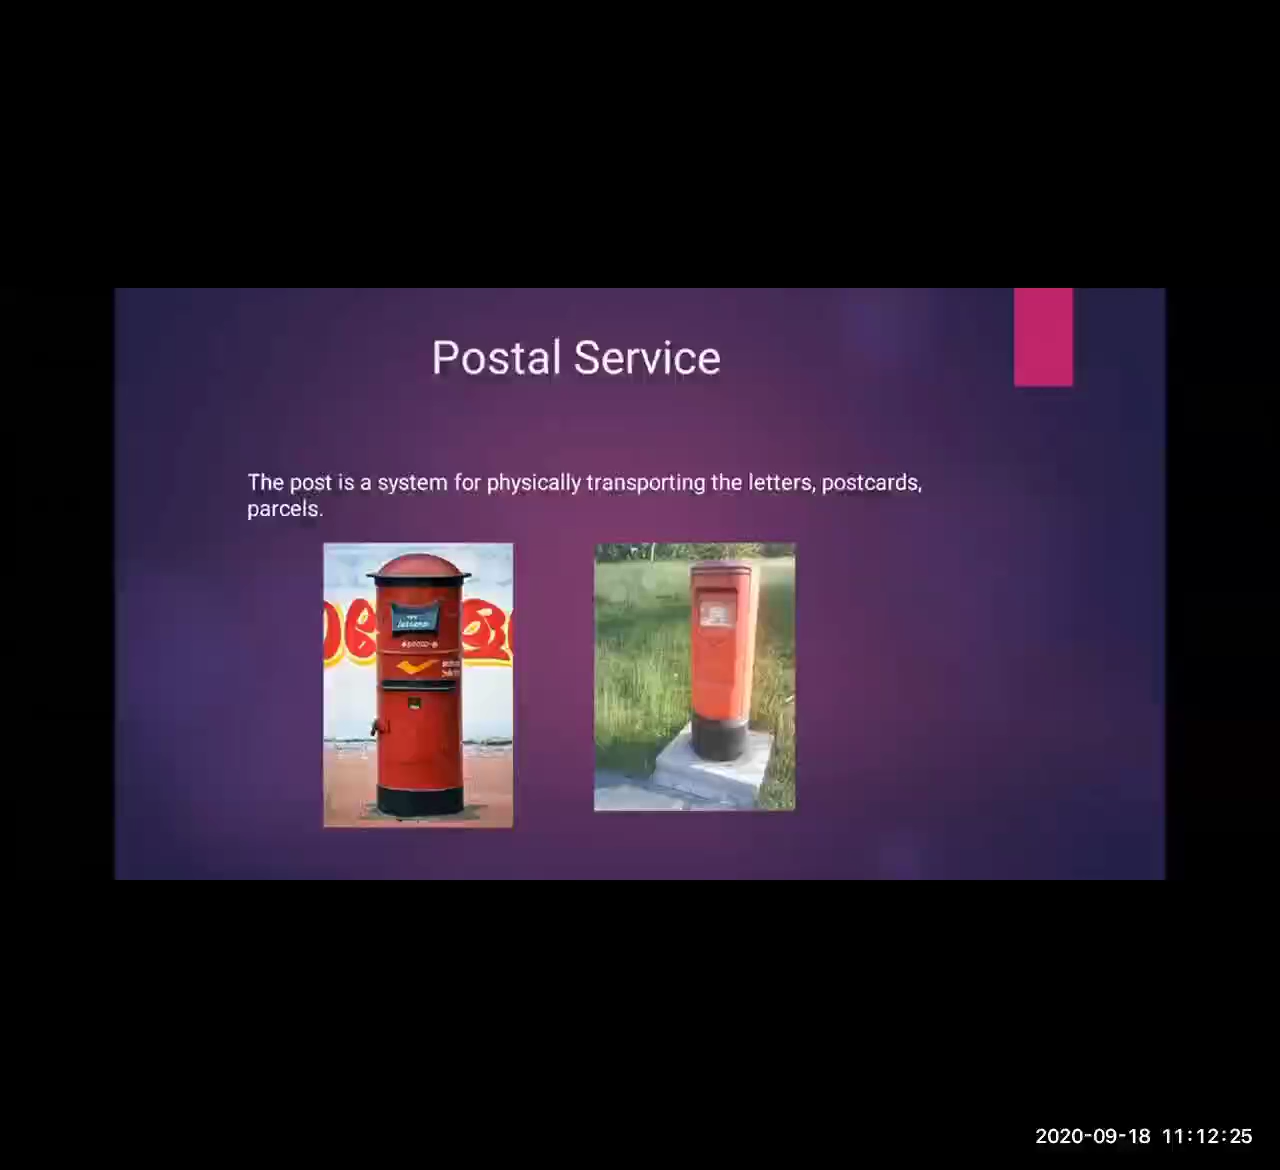 Postal Service
The post is a system for physically transporting the letters, postcards,
parcels.
letters
2020-09-18 11:12:25